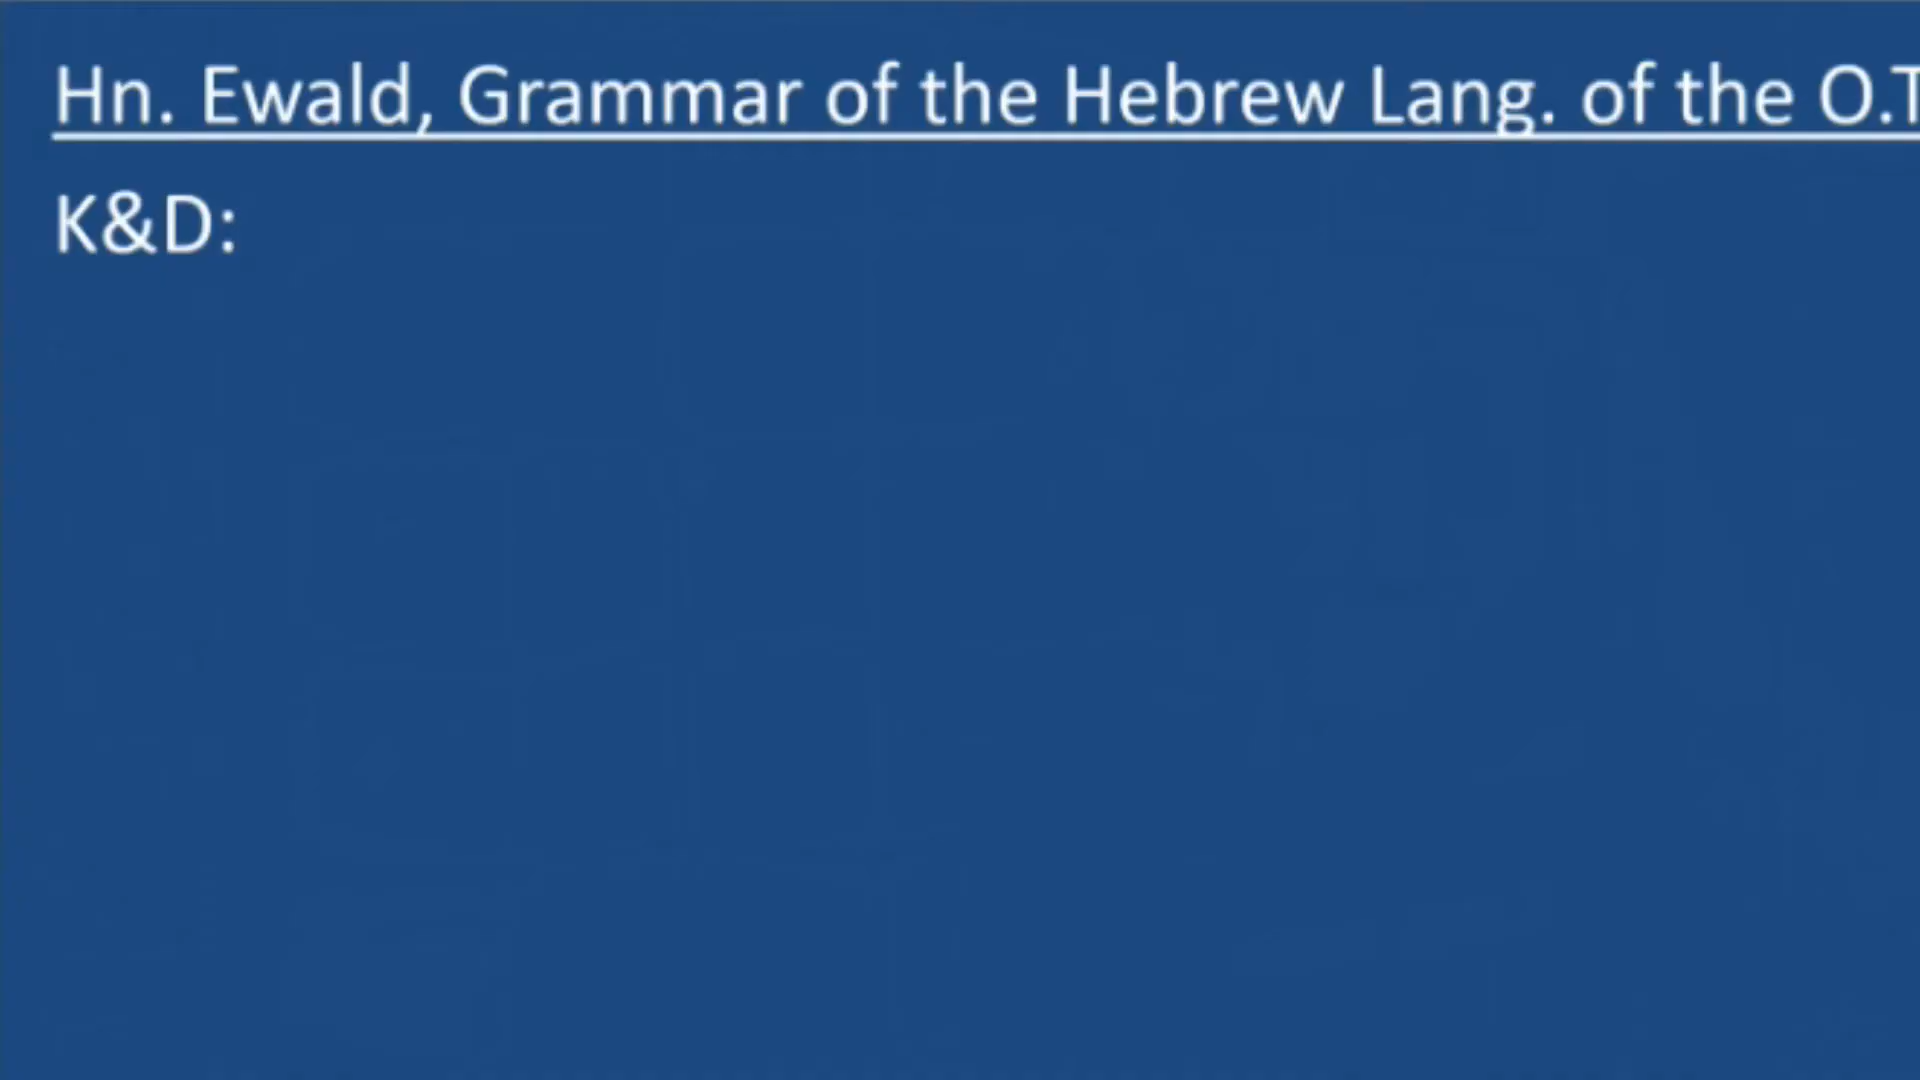 Hn. Ewald, Grammar of the Hebrew Lang. of the O.T
K&D: